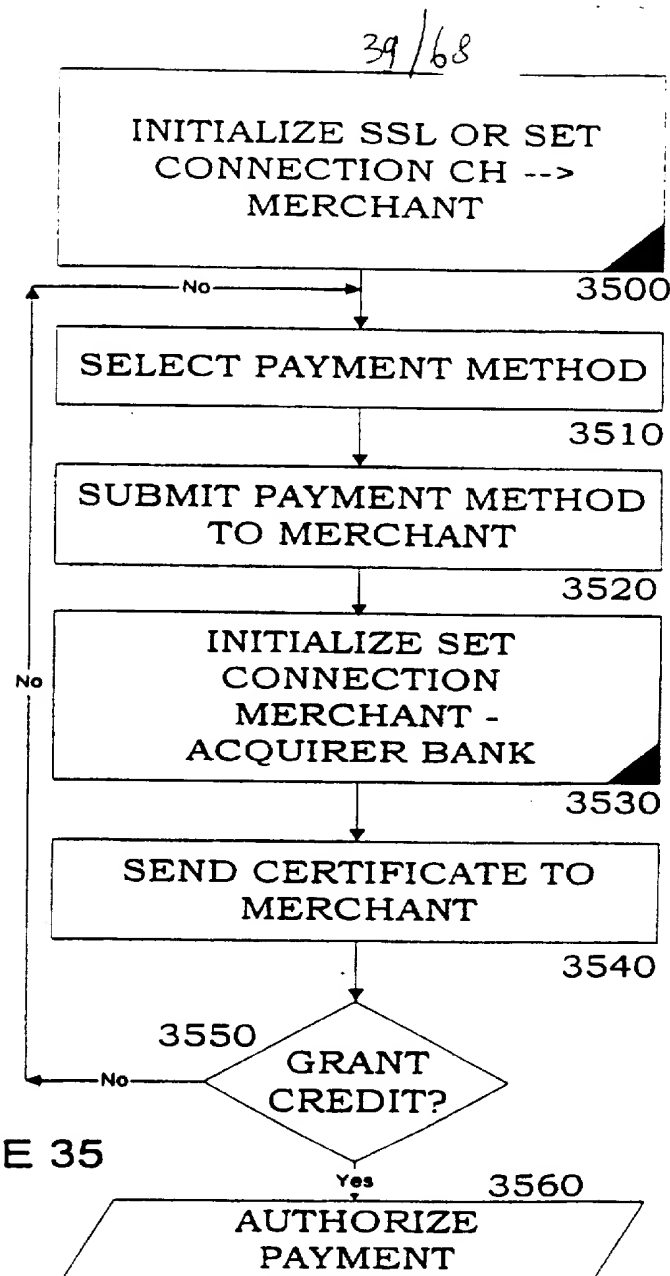 39/68
INITIALIZE SSL OR SET
CONNECTION CH -->
MERCHANT
3500
No
SELECT PAYMENT METHOD
3510
SUBMIT PAYMENT METHOD
TO MERCHANT
3520
INITIALIZE SET
CONNECTION
MERCHANT -
ACQUIRER BANK
3530
No
SEND CERTIFICATE TO
MERCHANT
3540
3550
GRANT
CREDIT?
No
E 35
Yes
3560
AUTHORIZE
PAYMENT